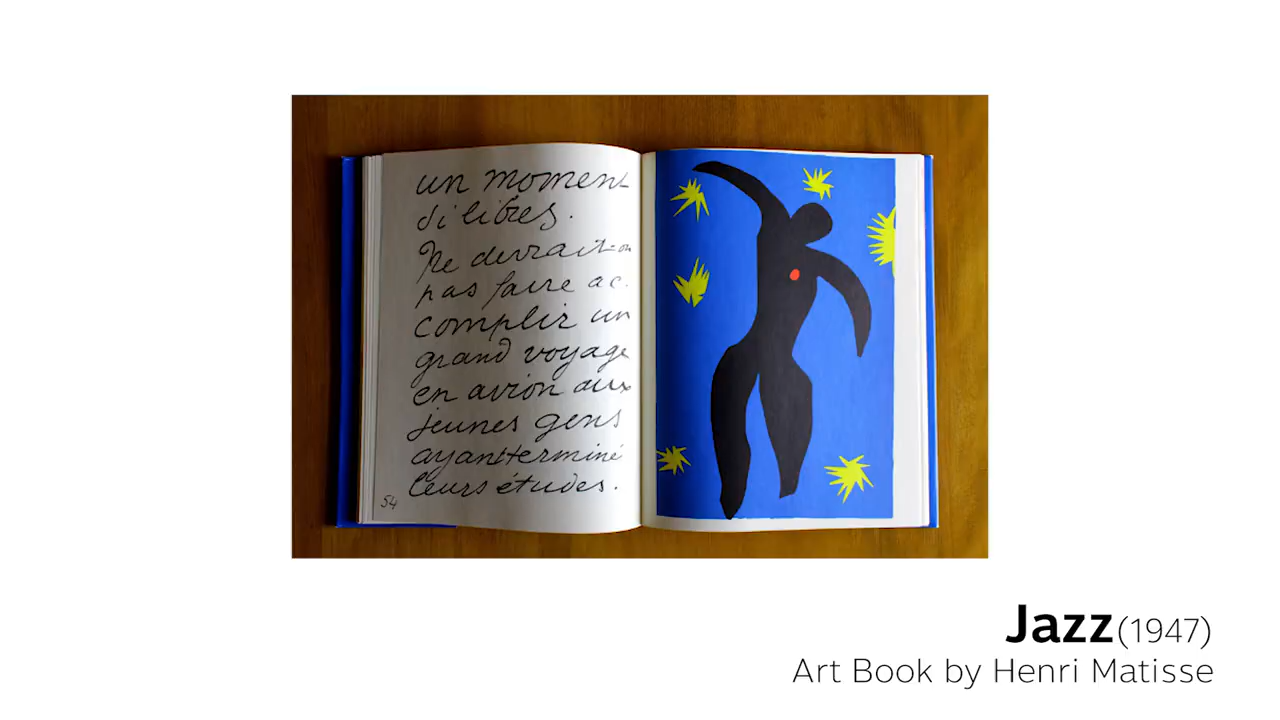 un moment
si libres.
Ne devrait-on
pas faire ac-
complir un
grand voyage
en avion aux
jeunes gens
ayant terminé
leurs études.
54
Jazz (1947)
Art Book by Henri Matisse